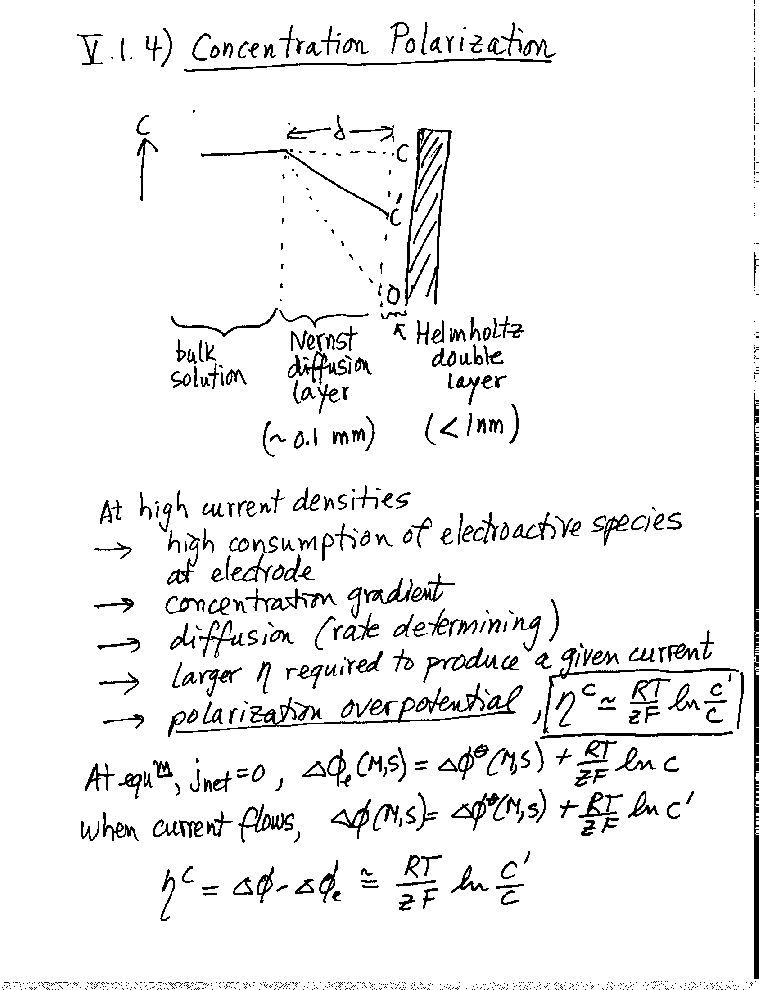 V.1.4) Concentration Polarization
C
δ
C
C'
O
bulk solution
Nernst diffusion layer
(~ 0.1 mm)
Helmholtz double layer
(< 1 nm)
At high current densities
→ high consumption of electroactive species
at electrode
→ concentration gradient
→ diffusion (rate determining)
→ larger η required to produce a given current
→ polarization overpotential, η^c ≃ RT/zF ln c'/c
At equ^m, j_net = 0, Δϕ_e(M,S) = Δϕ^⊖(M,S) + RT/zF ln c
when current flows, Δϕ(M,S) = Δϕ^⊖(M,S) + RT/zF ln c'
η^c = Δϕ - Δϕ_e ≅ RT/zF ln c'/c